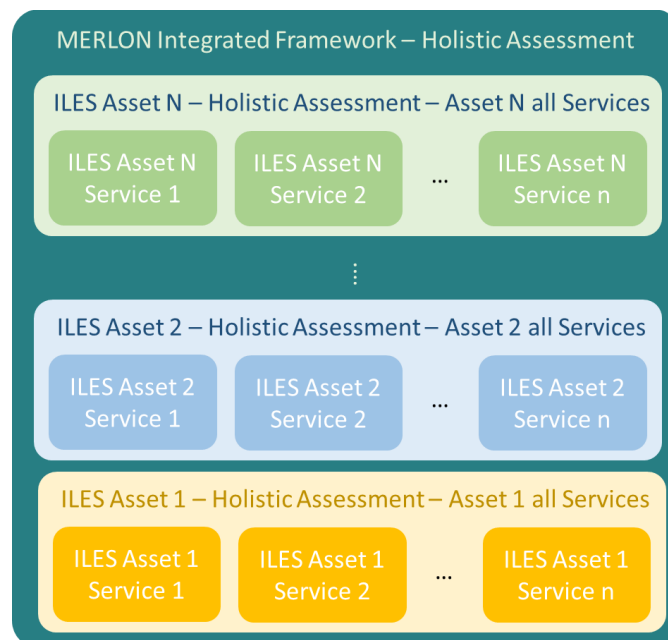 MERLON Integrated Framework – Holistic Assessment
ILES Asset N – Holistic Assessment – Asset N all Services
ILES Asset N
Service 1
ILES Asset N
Service 2
...
ILES Asset N
Service n
ILES Asset 2 – Holistic Assessment – Asset 2 all Services
ILES Asset 2
Service 1
ILES Asset 2
Service 2
...
ILES Asset 2
Service n
ILES Asset 1 – Holistic Assessment – Asset 1 all Services
ILES Asset 1
Service 1
ILES Asset 1
Service 2
...
ILES Asset 1
Service n